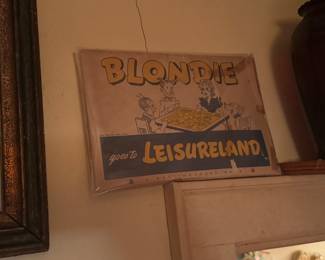 BLONDIE
goes to LEISURELAND